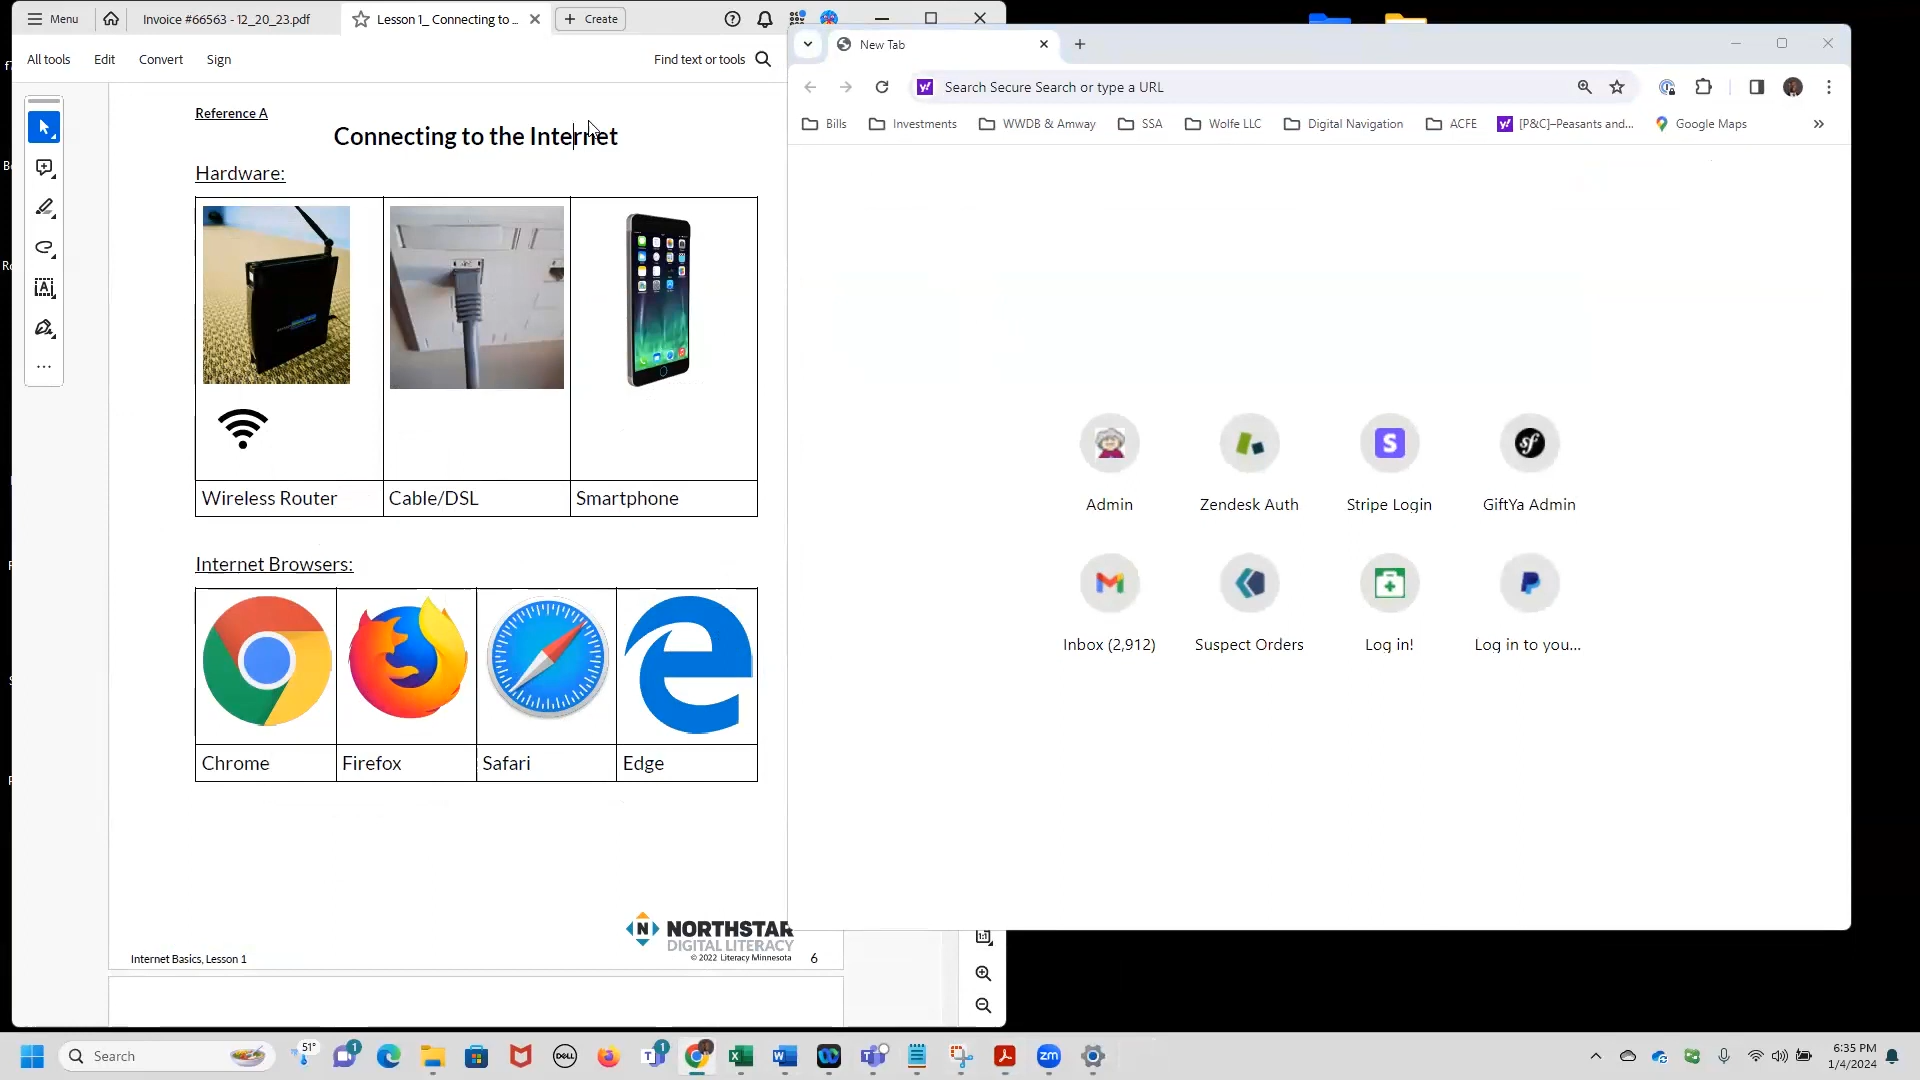 Menu
Invoice #66563 - 12_20_23.pdf
Lesson 1_ Connecting to ...
Create
All tools
Edit
Convert
Sign
Find text or tools
Reference A
Connecting to the Internet
Hardware:
Wireless Router
Cable/DSL
Smartphone
Internet Browsers:
Chrome
Firefox
Safari
Edge
NORTHSTAR
DIGITAL LITERACY
© 2022 Literacy Minnesota
Internet Basics, Lesson 1
6
New Tab
Search Secure Search or type a URL
Bills
Investments
WWDB & Amway
SSA
Wolfe LLC
Digital Navigation
ACFE
[P&C]–Peasants and...
Google Maps
Admin
Zendesk Auth
Stripe Login
GiftYa Admin
Inbox (2,912)
Suspect Orders
Log in!
Log in to you...
Search
51°
6:35 PM
1/4/2024